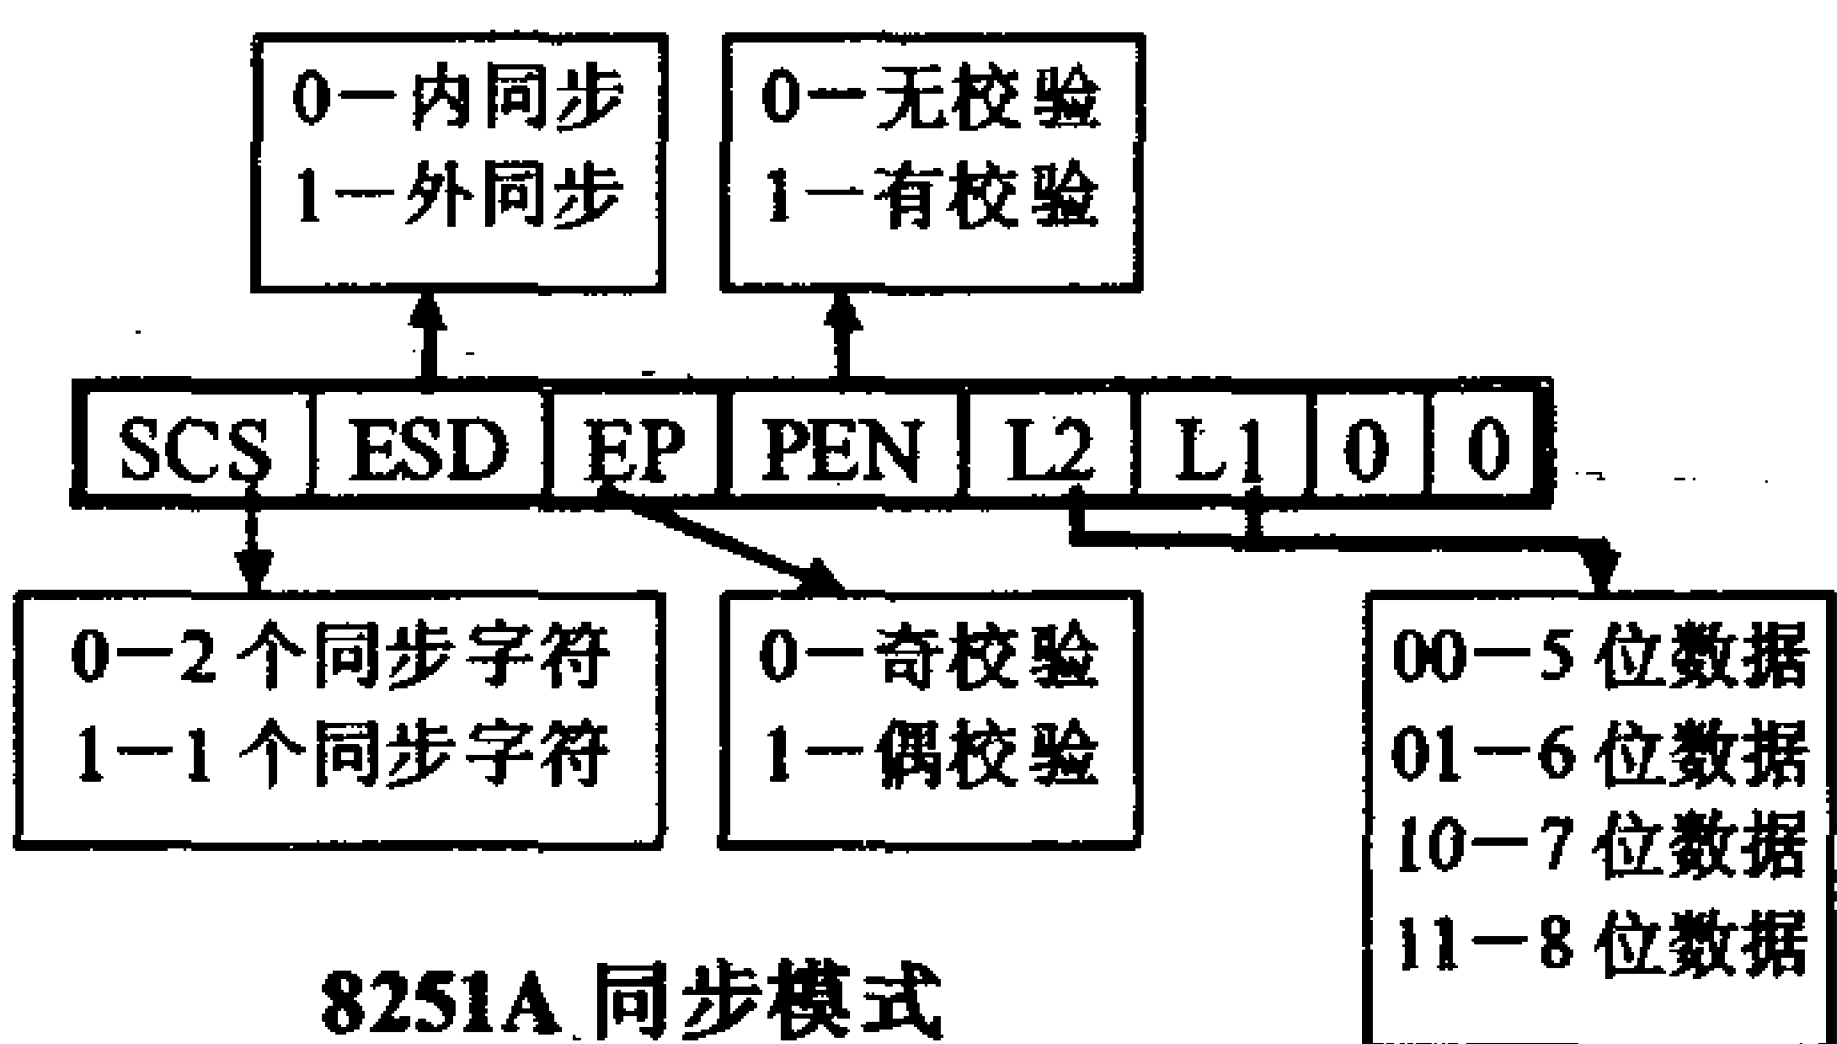 0－内同步
1－外同步
0－无校验
1－有校验
SCS ESD EP PEN L2 L1 0 0
0－2个同步字符
1－1个同步字符
0－奇校验
1－偶校验
00－5位数据
01－6位数据
10－7位数据
11－8位数据
8251A 同步模式